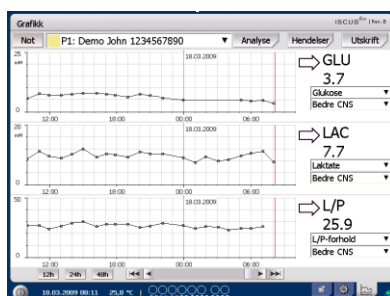 Grafikk
ISCUS
Not P1: Demo John 1234567890 Analyse Hendelser Utskrift
25 18.03.2009 GLU
mM 3.7
Glukose
0 Bedre CNS
12:00 18:00 00:00 06:00
18.03.2009 LAC
mM 7.7
Laktate
0 Bedre CNS
12:00 18:00 00:00 06:00
50 18.03.2009 L/P
25.9
L/P-forhold
0 Bedre CNS
12:00 18:00 00:00 06:00
12h 24h 48h
18.03.2009 00:11 25,8 °C